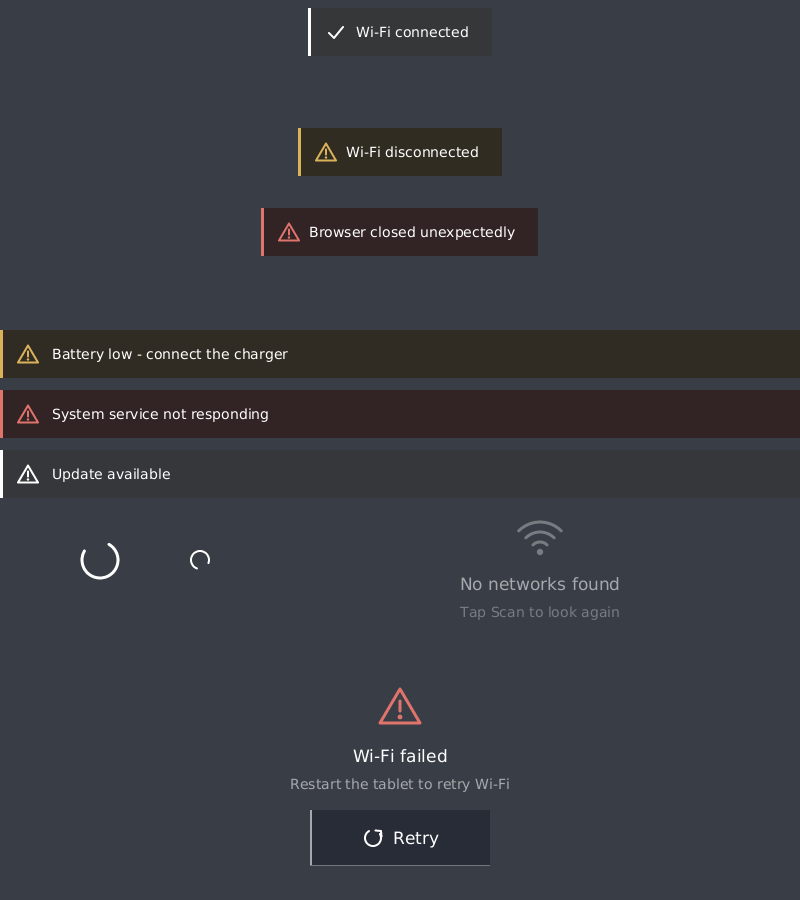 Wi-Fi connected
Wi-Fi disconnected
Browser closed unexpectedly
Battery low - connect the charger
System service not responding
Update available
No networks found
Tap Scan to look again
Wi-Fi failed
Restart the tablet to retry Wi-Fi
Retry